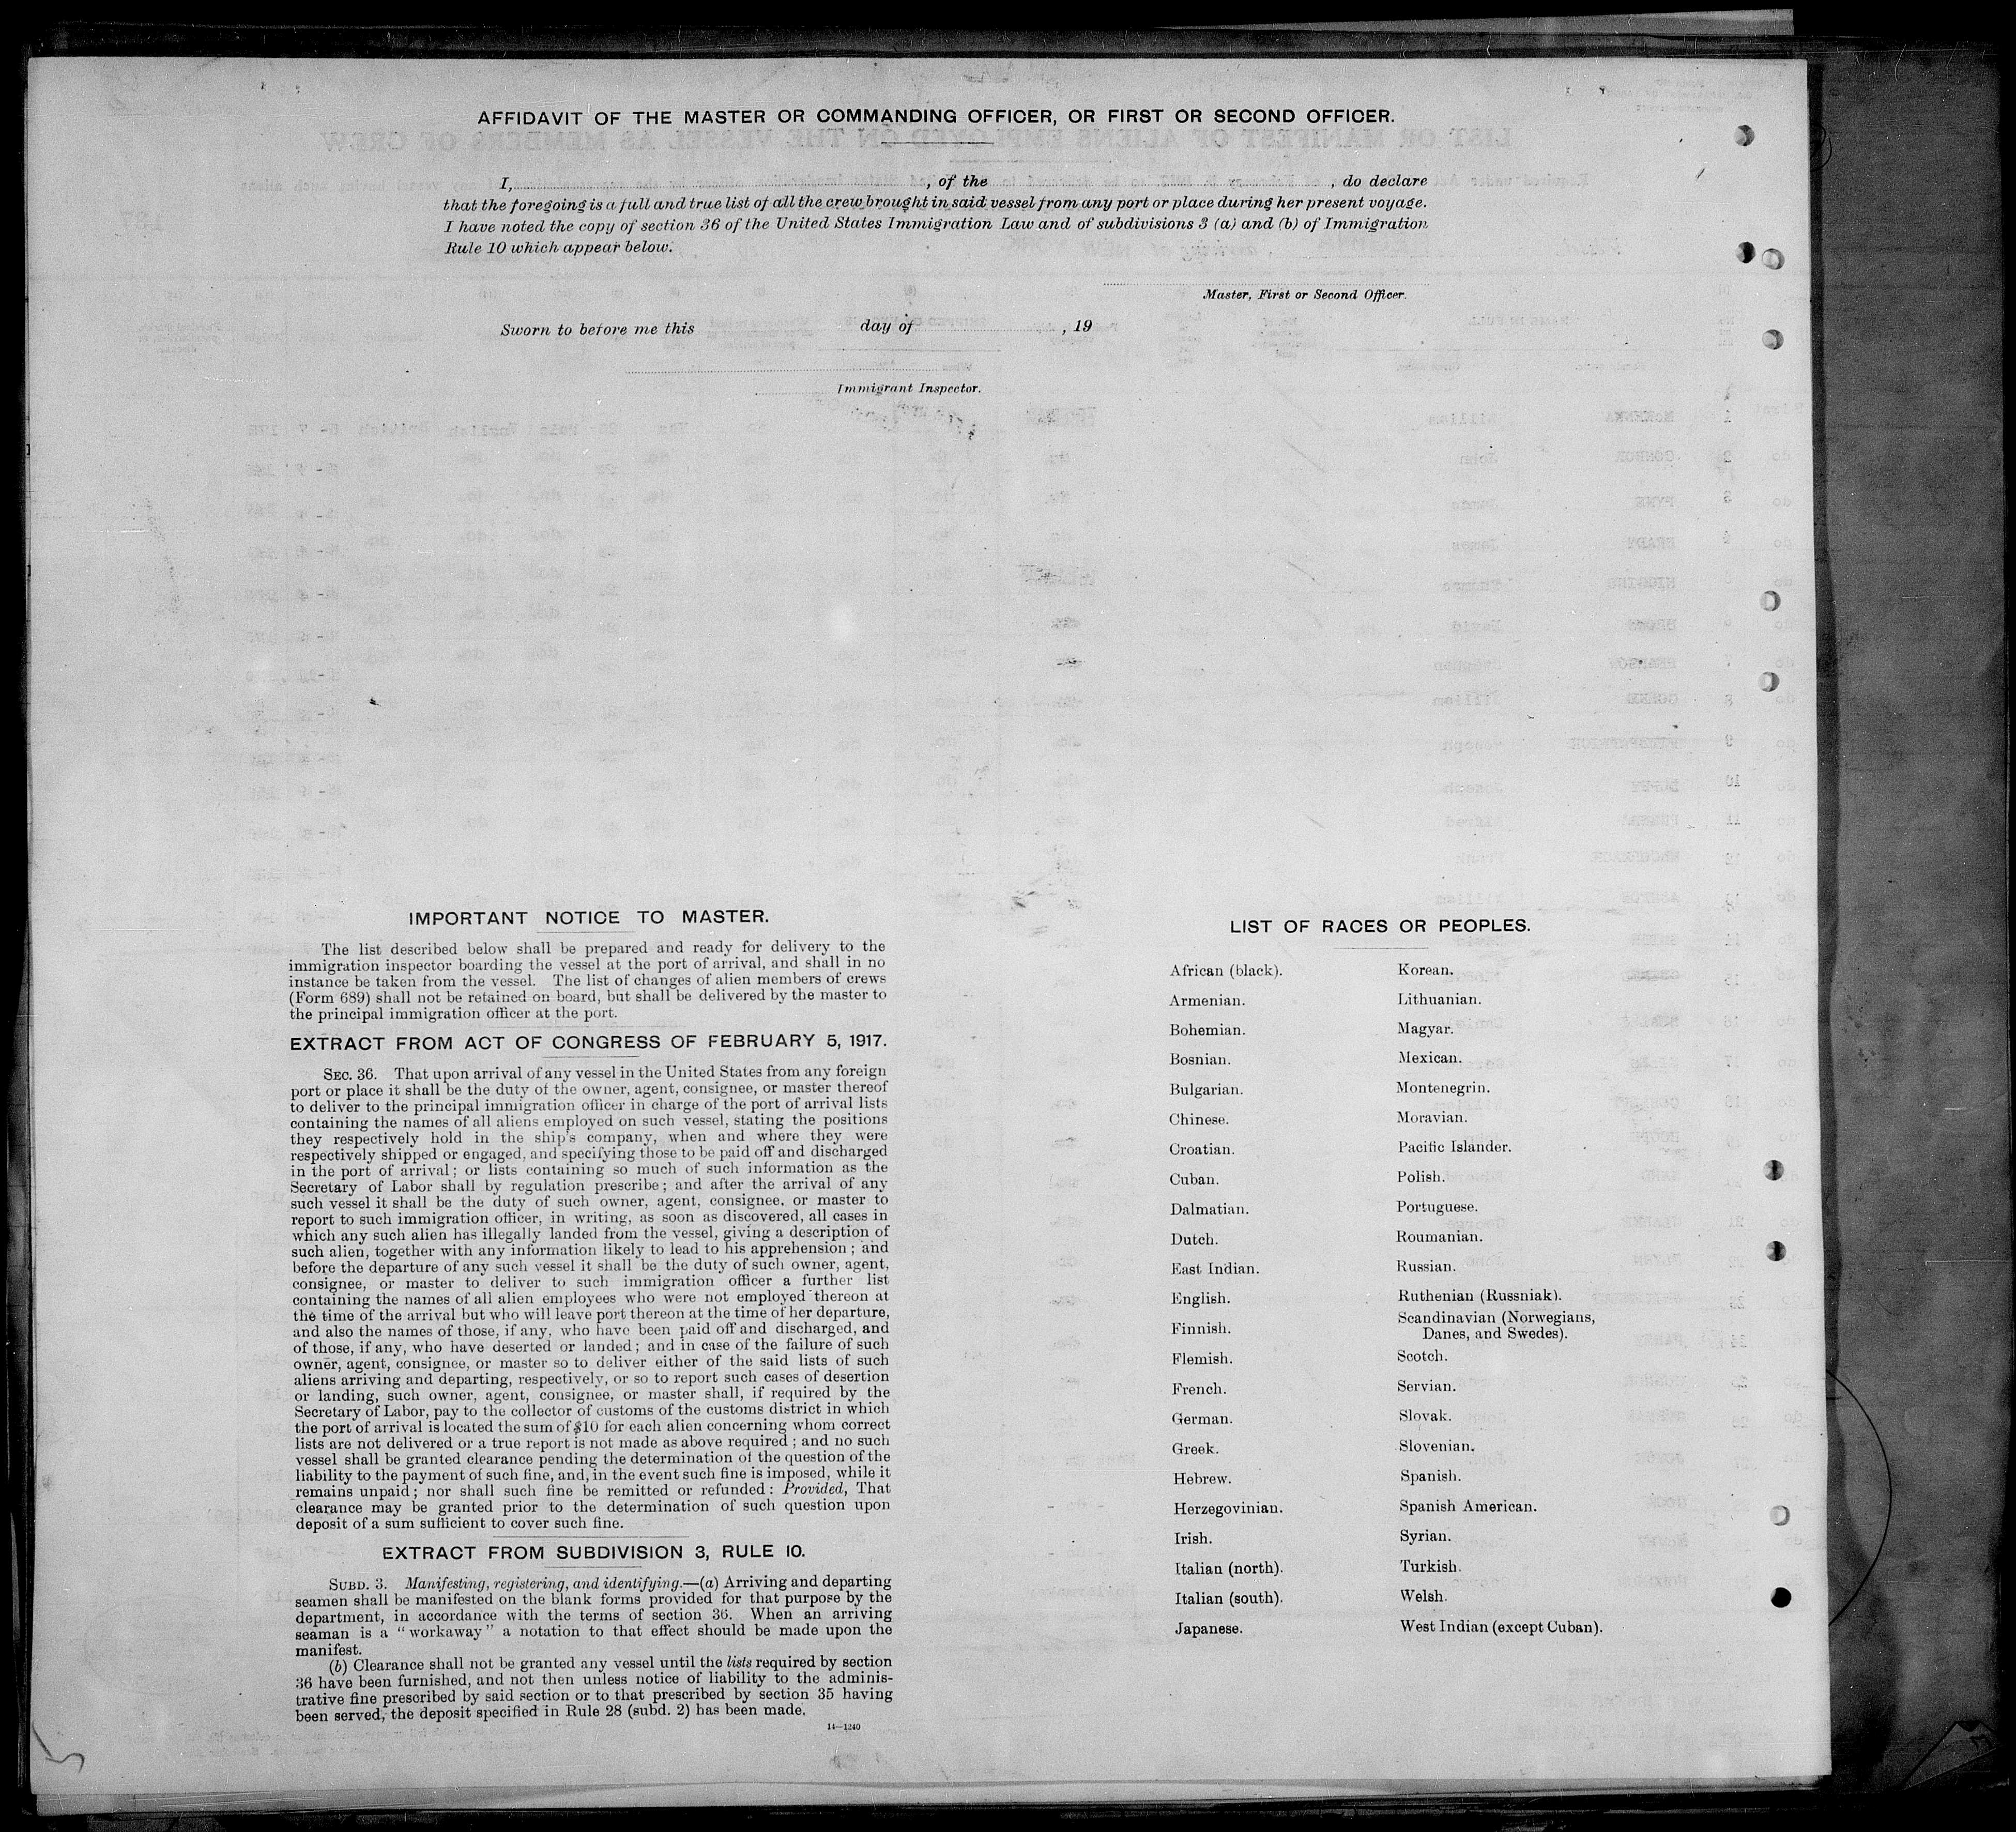 AFFIDAVIT OF THE MASTER OR COMMANDING OFFICER, OR FIRST OR SECOND OFFICER.
I, , of the , do declare
that the foregoing is a full and true list of all the crew brought in said vessel from any port or place during her present voyage.
I have noted the copy of section 36 of the United States Immigration Law and of subdivisions 3 (a) and (b) of Immigration
Rule 10 which appear below.
Master, First or Second Officer.
Sworn to before me this day of , 19
Immigrant Inspector.
IMPORTANT NOTICE TO MASTER.
The list described below shall be prepared and ready for delivery to the
immigration inspector boarding the vessel at the port of arrival, and shall in no
instance be taken from the vessel. The list of changes of alien members of crews
(Form 689) shall not be retained on board, but shall be delivered by the master to
the principal immigration officer at the port.
EXTRACT FROM ACT OF CONGRESS OF FEBRUARY 5, 1917.
SEC. 36. That upon arrival of any vessel in the United States from any foreign
port or place it shall be the duty of the owner, agent, consignee, or master thereof
to deliver to the principal immigration officer in charge of the port of arrival lists
containing the names of all aliens employed on such vessel, stating the positions
they respectively hold in the ship's company, when and where they were
respectively shipped or engaged, and specifying those to be paid off and discharged
in the port of arrival; or lists containing so much of such information as the
Secretary of Labor shall by regulation prescribe; and after the arrival of any
such vessel it shall be the duty of such owner, agent, consignee, or master to
report to such immigration officer, in writing, as soon as discovered, all cases in
which any such alien has illegally landed from the vessel, giving a description of
such alien, together with any information likely to lead to his apprehension; and
before the departure of any such vessel it shall be the duty of such owner, agent,
consignee, or master to deliver to such immigration officer a further list
containing the names of all alien employees who were not employed thereon at
the time of the arrival but who will leave port thereon at the time of her departure,
and also the names of those, if any, who have been paid off and discharged, and
of those, if any, who have deserted or landed; and in case of the failure of such
owner, agent, consignee, or master so to deliver either of the said lists of such
aliens arriving and departing, respectively, or so to report such cases of desertion
or landing, such owner, agent, consignee, or master shall, if required by the
Secretary of Labor, pay to the collector of customs of the customs district in which
the port of arrival is located the sum of $10 for each alien concerning whom correct
lists are not delivered or a true report is not made as above required; and no such
vessel shall be granted clearance pending the determination of the question of the
liability to the payment of such fine, and, in the event such fine is imposed, while it
remains unpaid; nor shall such fine be remitted or refunded: Provided, That
clearance may be granted prior to the determination of such question upon
deposit of a sum sufficient to cover such fine.
EXTRACT FROM SUBDIVISION 3, RULE 10.
SUBD. 3. Manifesting, registering, and identifying.—(a) Arriving and departing
seamen shall be manifested on the blank forms provided for that purpose by the
department, in accordance with the terms of section 36. When an arriving
seaman is a "workaway" a notation to that effect should be made upon the
manifest.
(b) Clearance shall not be granted any vessel until the lists required by section
36 have been furnished, and not then unless notice of liability to the adminis-
trative fine prescribed by said section or to that prescribed by section 35 having
been served, the deposit specified in Rule 28 (subd. 2) has been made.
14—1240
LIST OF RACES OR PEOPLES.
African (black).
Armenian.
Bohemian.
Bosnian.
Bulgarian.
Chinese.
Croatian.
Cuban.
Dalmatian.
Dutch.
East Indian.
English.
Finnish.
Flemish.
French.
German.
Greek.
Hebrew.
Herzegovinian.
Irish.
Italian (north).
Italian (south).
Japanese.
Korean.
Lithuanian.
Magyar.
Mexican.
Montenegrin.
Moravian.
Pacific Islander.
Polish.
Portuguese.
Roumanian.
Russian.
Ruthenian (Russniak).
Scandinavian (Norwegians,
Danes, and Swedes).
Scotch.
Servian.
Slovak.
Slovenian.
Spanish.
Spanish American.
Syrian.
Turkish.
Welsh.
West Indian (except Cuban).